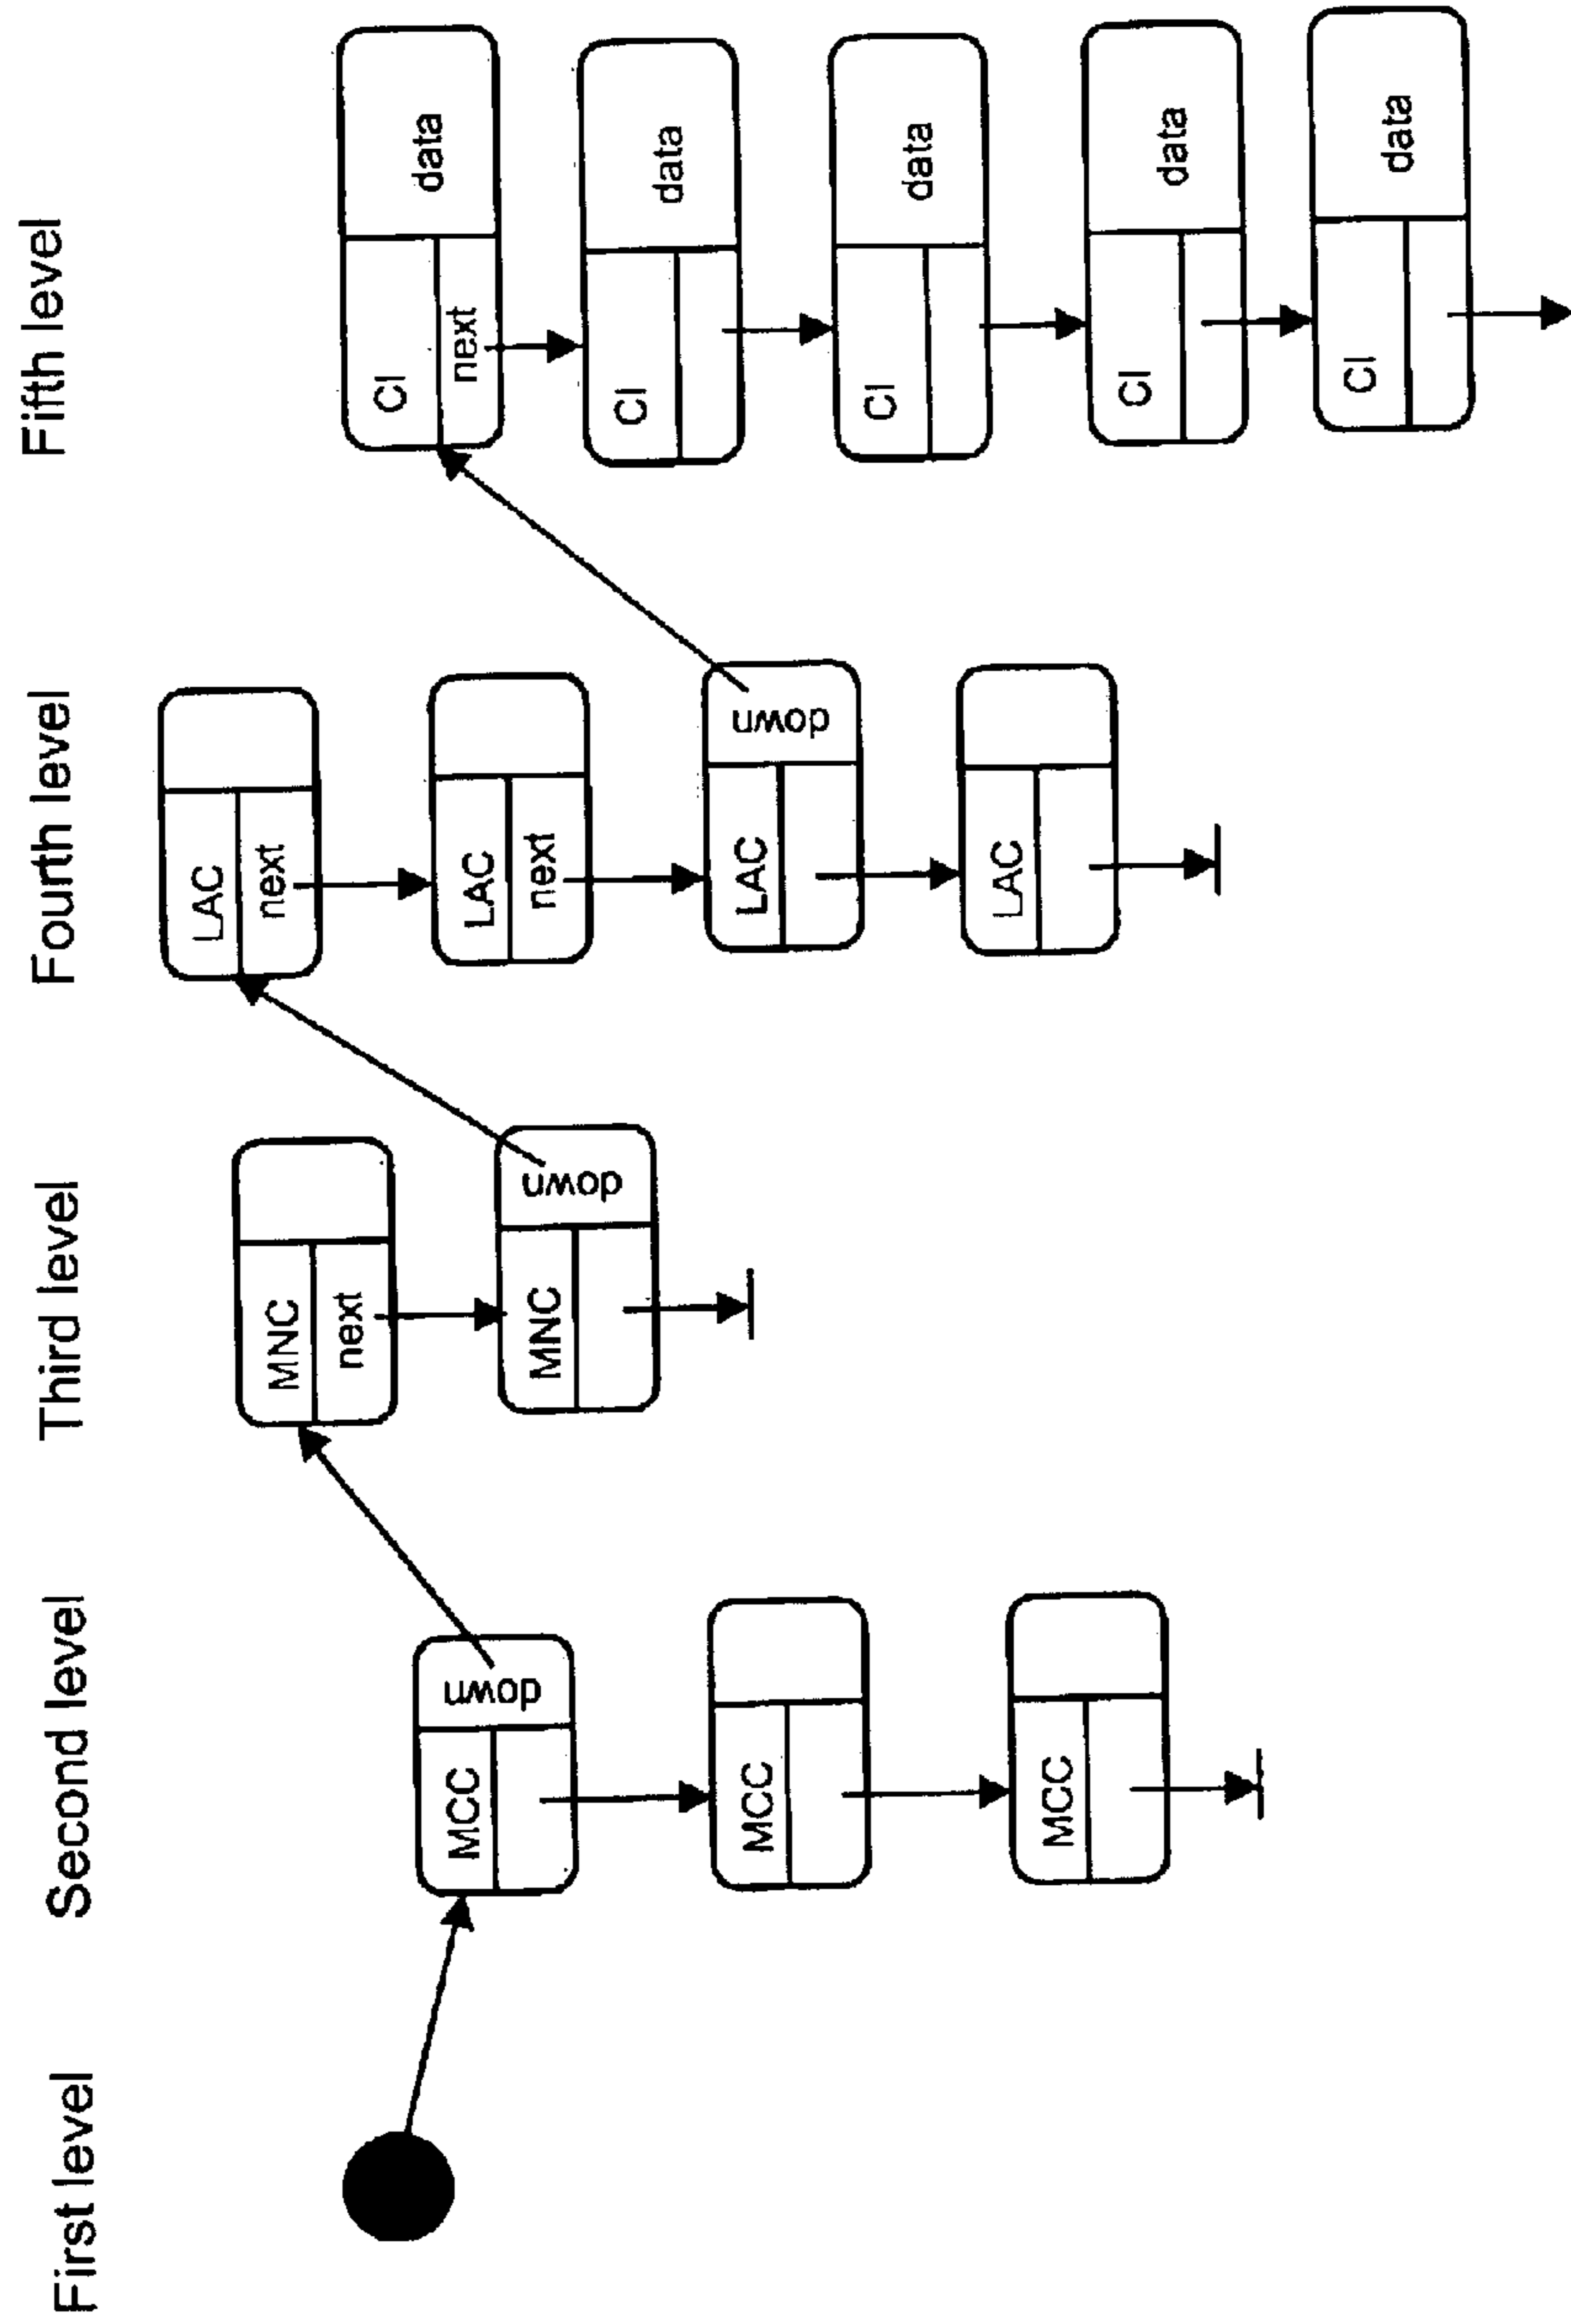 First level
Second level
Third level
Fourth level
Fifth level
MCC
down
MCC
MCC
MNC
next
MNC
down
LAC
next
LAC
next
LAC
down
LAC
CI
next
data
CI
data
CI
data
CI
data
CI
data